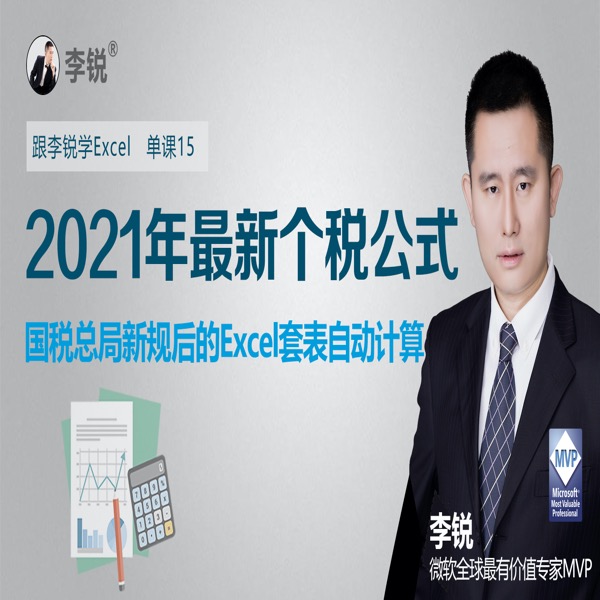 李锐®
跟李锐学Excel 单课15
2021年最新个税公式
国税总局新规后的Excel套表自动计算
MVP
Microsoft®
Most Valuable
Professional
李锐
微软全球最有价值专家MVP